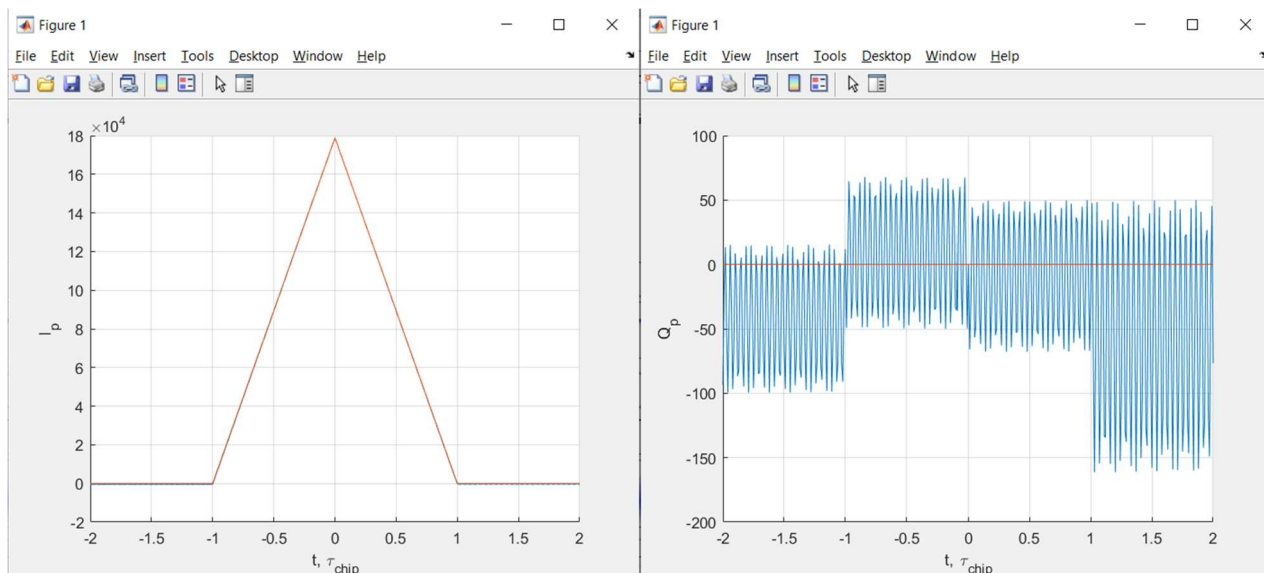 Figure 1
File Edit View Insert Tools Desktop Window Help
×10⁴
18
16
14
12
10
8
6
4
2
0
-2
I_p
-2 -1.5 -1 -0.5 0 0.5 1 1.5 2
t, τ_chip
Figure 1
File Edit View Insert Tools Desktop Window Help
100
50
0
-50
-100
-150
-200
Q_p
-2 -1.5 -1 -0.5 0 0.5 1 1.5 2
t, τ_chip